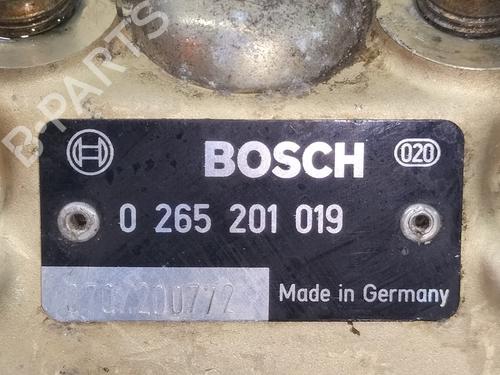 B-PARTS
BOSCH
020
0 265 201 019
Made in Germany